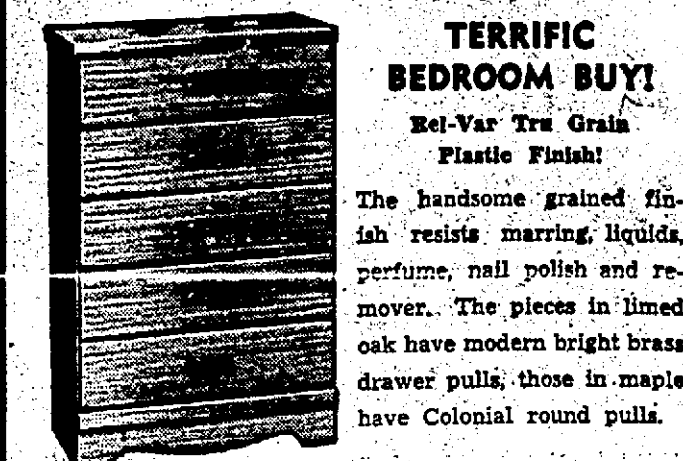 TERRIFIC
BEDROOM BUY!
Rel-Var Tru Grain
Plastic Finish!
The handsome grained fin-
ish resists marring, liquids,
perfume, nail polish and re-
mover. The pieces in limed
oak have modern bright brass
drawer pulls, those in maple
have Colonial round pulls.